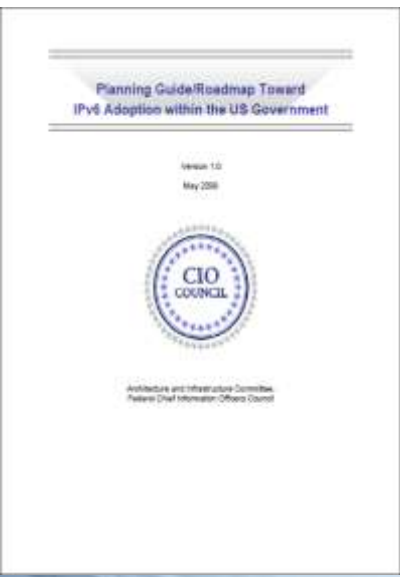 Planning Guide/Roadmap Toward
IPv6 Adoption within the US Government
Version 1.0
May
CIO
COUNCIL
Architecture and Infrastructure Committee,
Federal Chief Information Officers Council